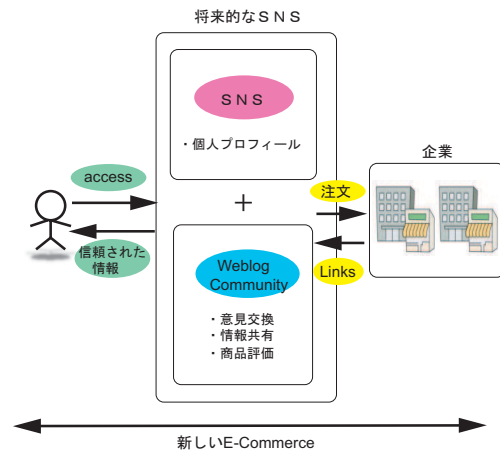 将来的なＳＮＳ
ＳＮＳ
・個人プロフィール
企業
access
注文
+
信頼された
情報
Weblog
Community
Links
・意見交換
・情報共有
・商品評価
新しいE-Commerce